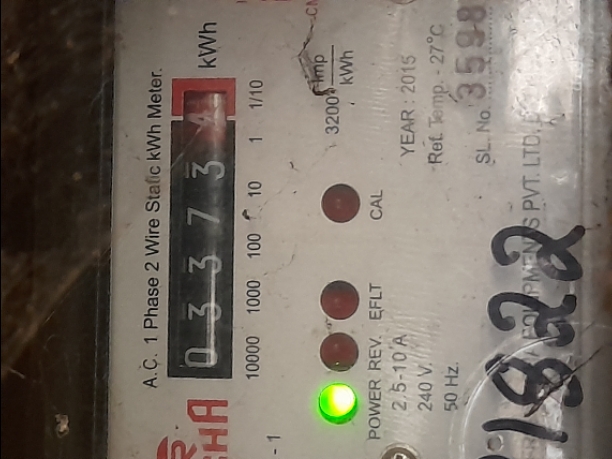 A.C. 1 Phase 2 Wire Static kWh Meter.
03373 kWh
10000 1000 100 10 1 1/10
3200 Imp
kWh
CAL
EFLT
REV.
POWER
2.5-10 A
240 V.
50 Hz.
YEAR : 2015
Ref. Temp. - 27°C
SL. No. 3598
PVT. LTD.
1822